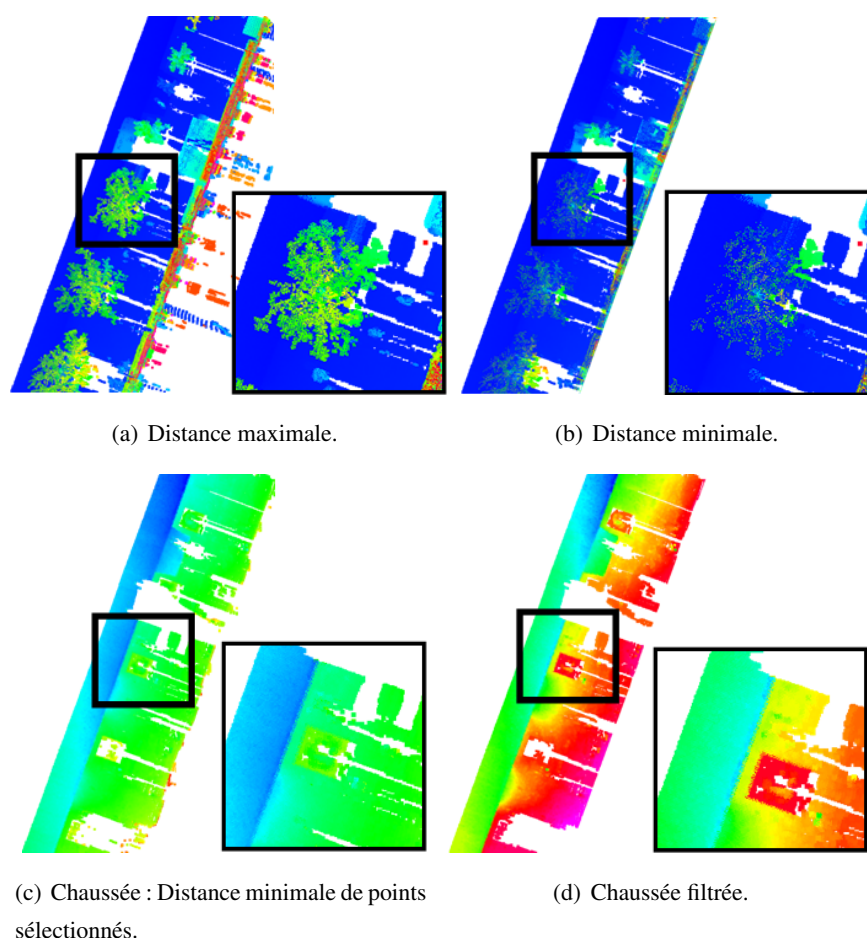 (a) Distance maximale.
(b) Distance minimale.
(c) Chaussée : Distance minimale de points
sélectionnés.
(d) Chaussée filtrée.